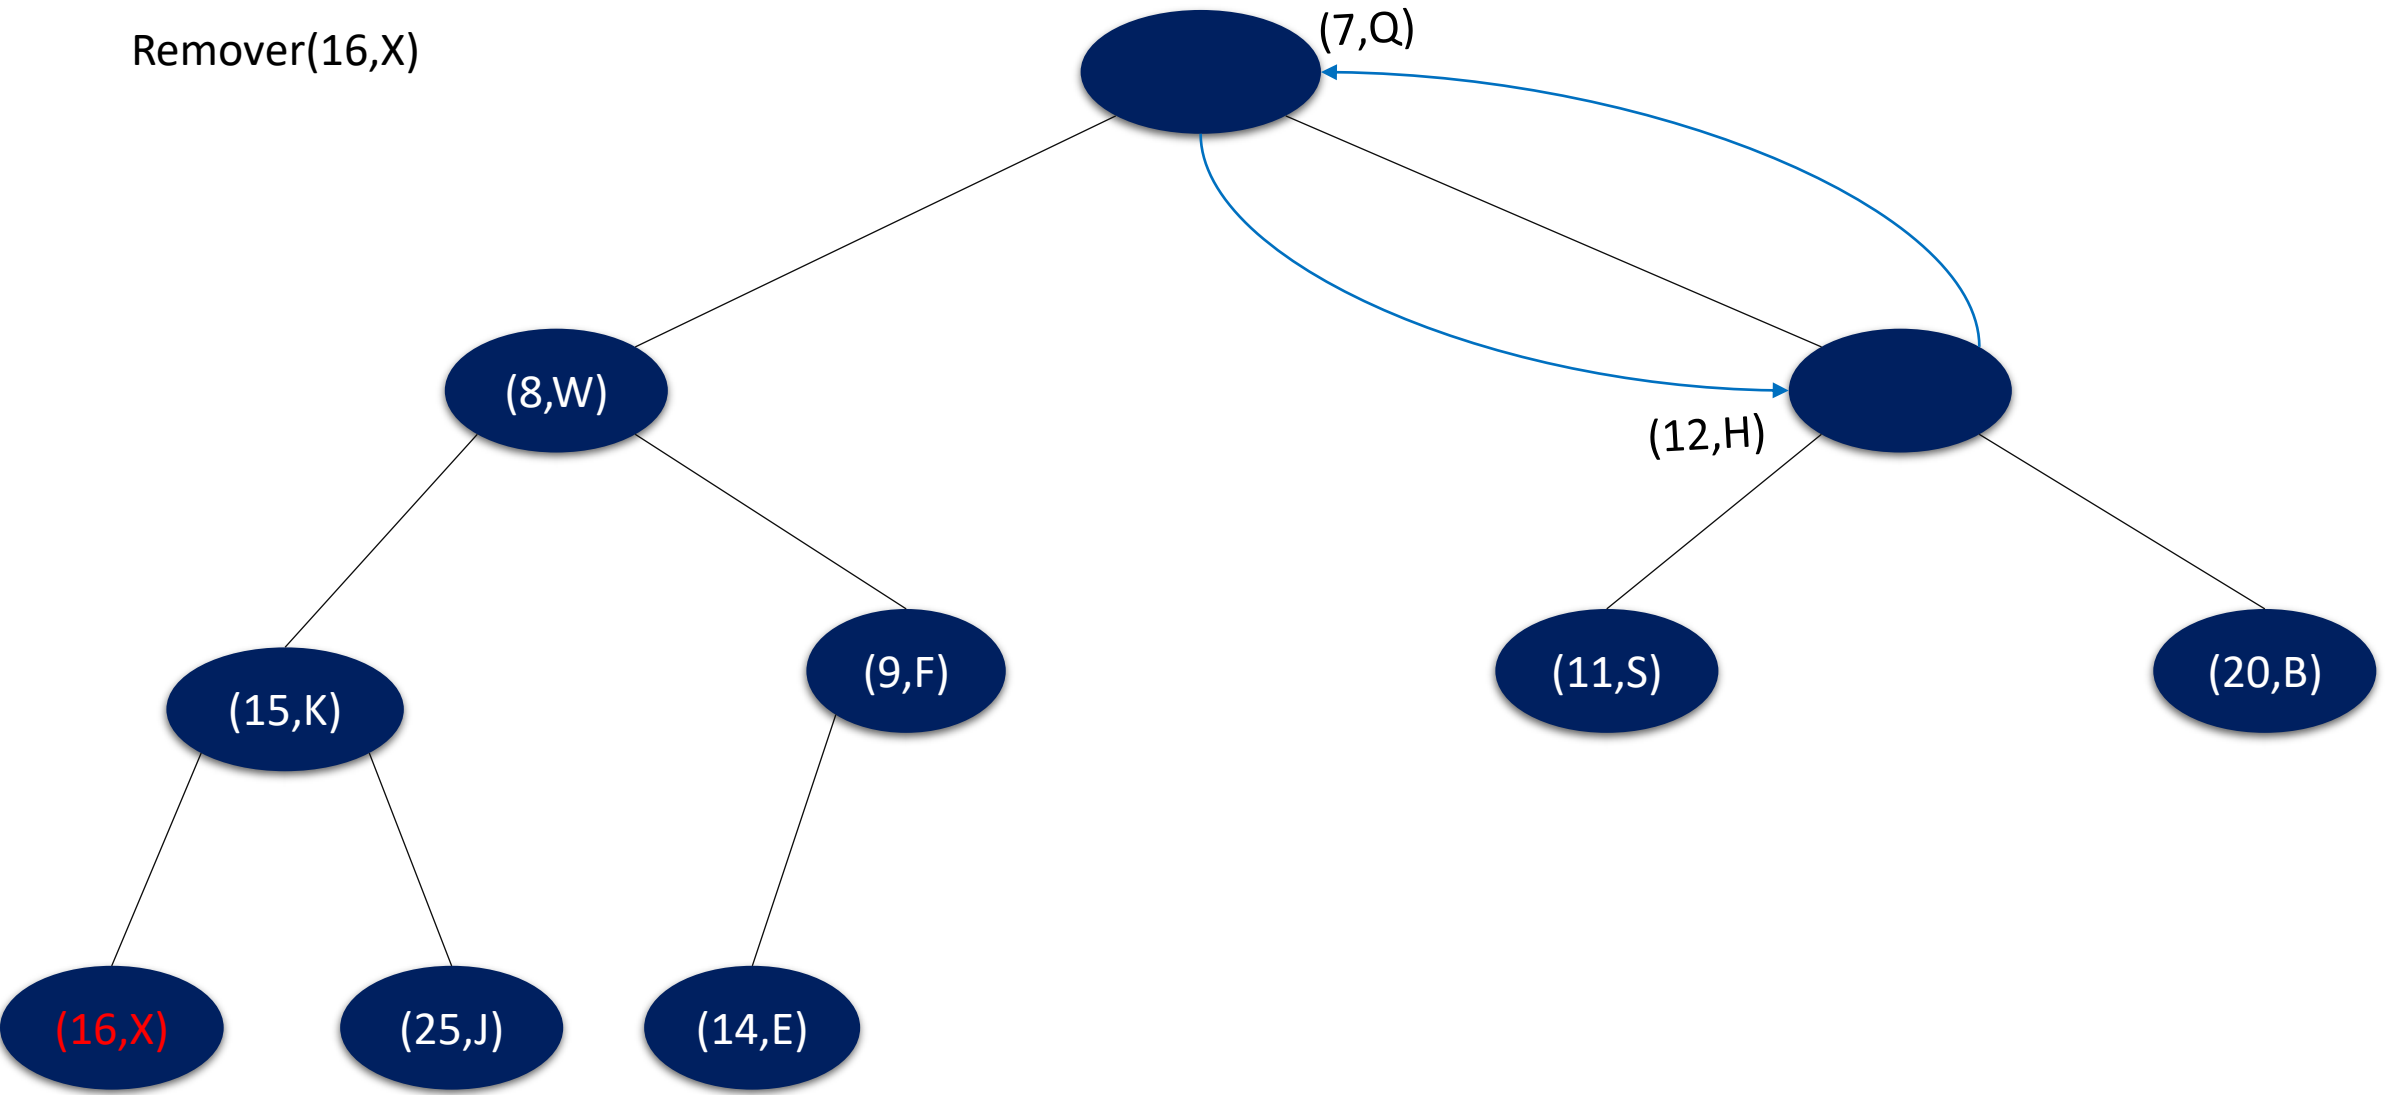 Remover(16,X)
(7,Q)
(8,W)
(12,H)
(15,K)
(9,F)
(11,S)
(20,B)
(16,X)
(25,J)
(14,E)